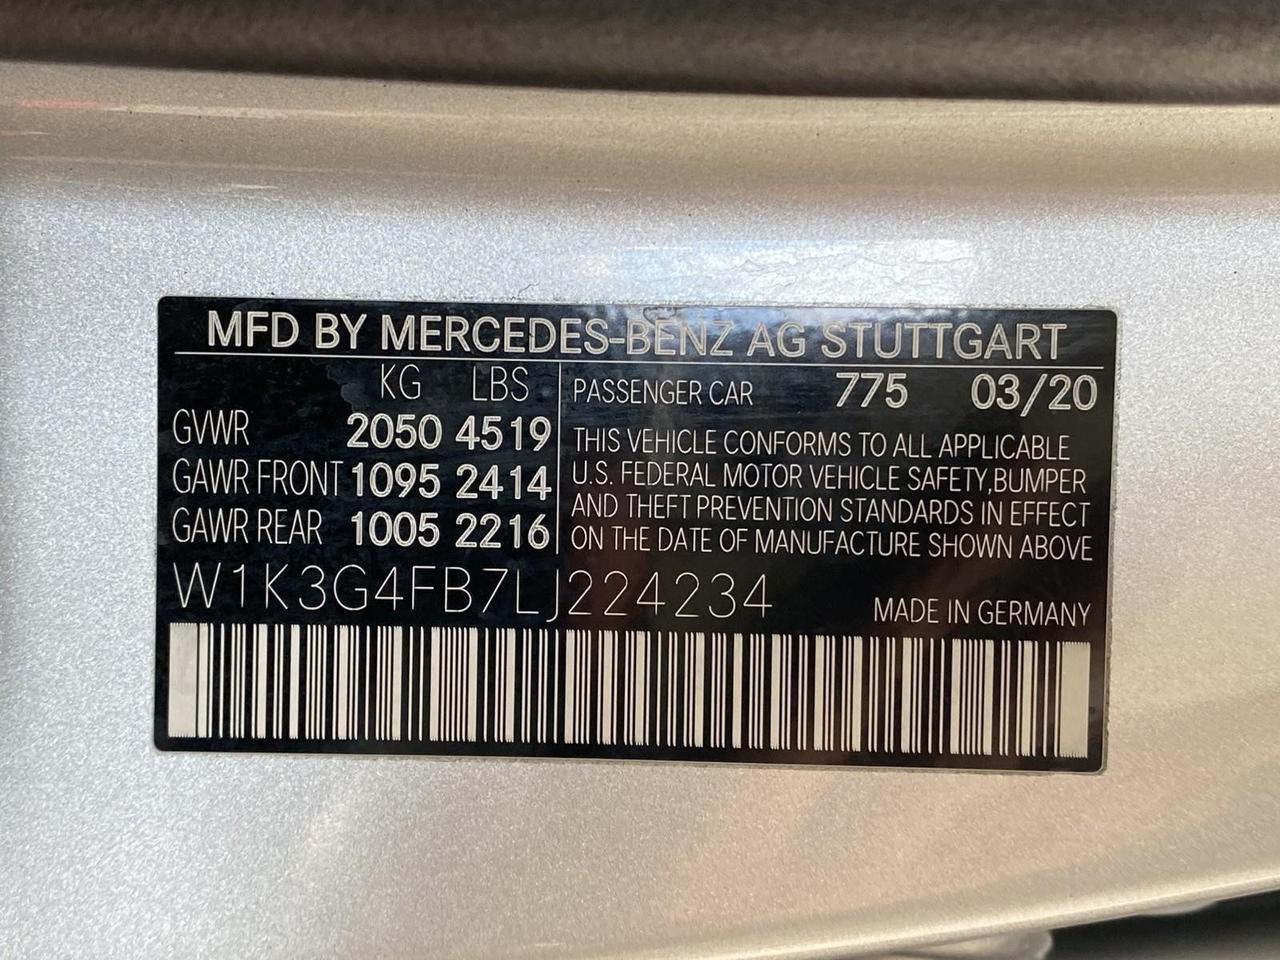 MFD BY MERCEDES-BENZ AG STUTTGART
KG LBS
GVWR 2050 4519
GAWR FRONT 1095 2414
GAWR REAR 1005 2216
PASSENGER CAR 775 03/20
THIS VEHICLE CONFORMS TO ALL APPLICABLE
U.S. FEDERAL MOTOR VEHICLE SAFETY,BUMPER
AND THEFT PREVENTION STANDARDS IN EFFECT
ON THE DATE OF MANUFACTURE SHOWN ABOVE
W1K3G4FB7LJ224234
MADE IN GERMANY